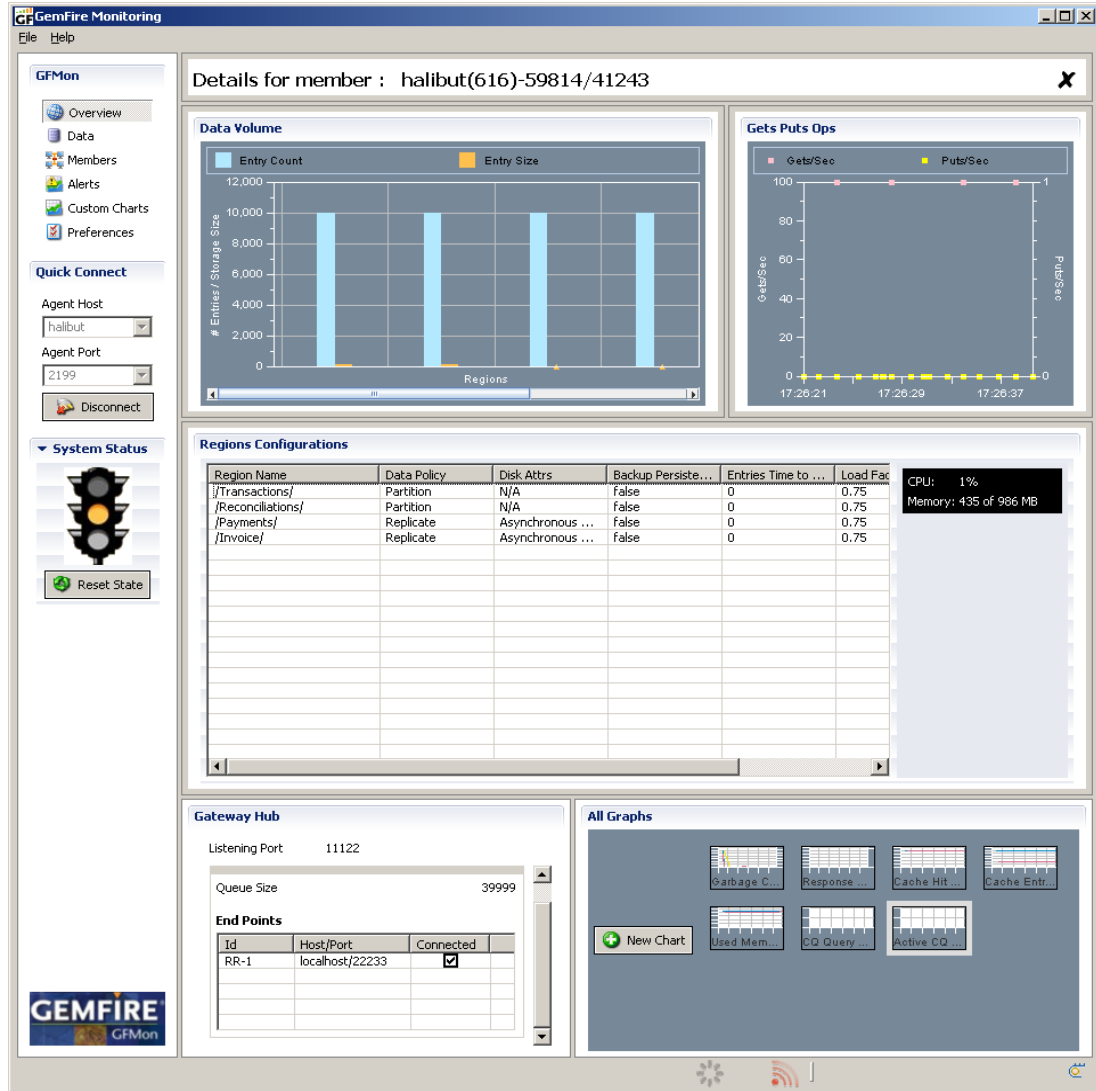 GF GemFire Monitoring
File Help
GFMon
Overview
Data
Members
Alerts
Custom Charts
Preferences
Quick Connect
Agent Host
halibut
Agent Port
2199
Disconnect
System Status
Reset State
GEMFIRE
GFMon
Details for member : halibut(616)-59814/41243
Data Volume
Entry Count Entry Size
12,000
10,000
8,000
6,000
4,000
2,000
0
# Entries / Storage Size
Regions
Gets Puts Ops
Gets/Sec Puts/Sec
100 1
80
60
40
20
0 0
Gets/Sec
Puts/Sec
17:26:21 17:26:29 17:26:37
Regions Configurations
Region Name Data Policy Disk Attrs Backup Persiste... Entries Time to ... Load Fac
/Transactions/ Partition N/A false 0 0.75
/Reconciliations/ Partition N/A false 0 0.75
/Payments/ Replicate Asynchronous ... false 0 0.75
/Invoice/ Replicate Asynchronous ... false 0 0.75
CPU: 1%
Memory: 435 of 986 MB
Gateway Hub
Listening Port 11122
Queue Size 39999
End Points
Id Host/Port Connected
RR-1 localhost/22233
All Graphs
New Chart
Garbage C... Response ... Cache Hit ... Cache Entr...
Used Mem... CQ Query ... Active CQ ...